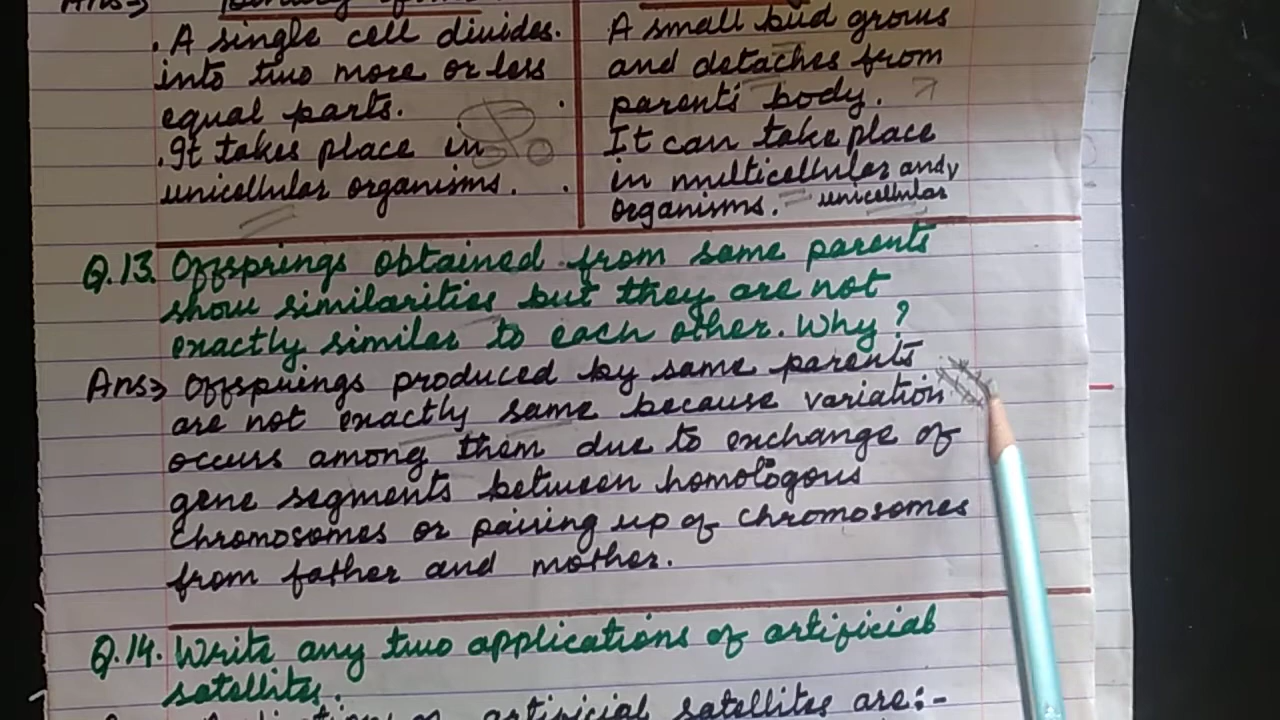 Ans→
. A single cell divides.
into two more or less
equal parts.
. It takes place in
unicellular organisms.
A small bud grows
and detaches from
parents' body.
It can take place
in multicellular and
unicellular
organisms.
Q.13. Offsprings obtained from same parents
show similarities but they are not
exactly similar to each other. Why?
Ans→ Offsprings produced by same parents
are not exactly same because variation
occurs among them due to exchange of
gene segments between homologous
chromosomes or pairing up of chromosomes
from father and mother.
Q.14. Write any two applications of artificial
satellites.
artificial satellites are:-